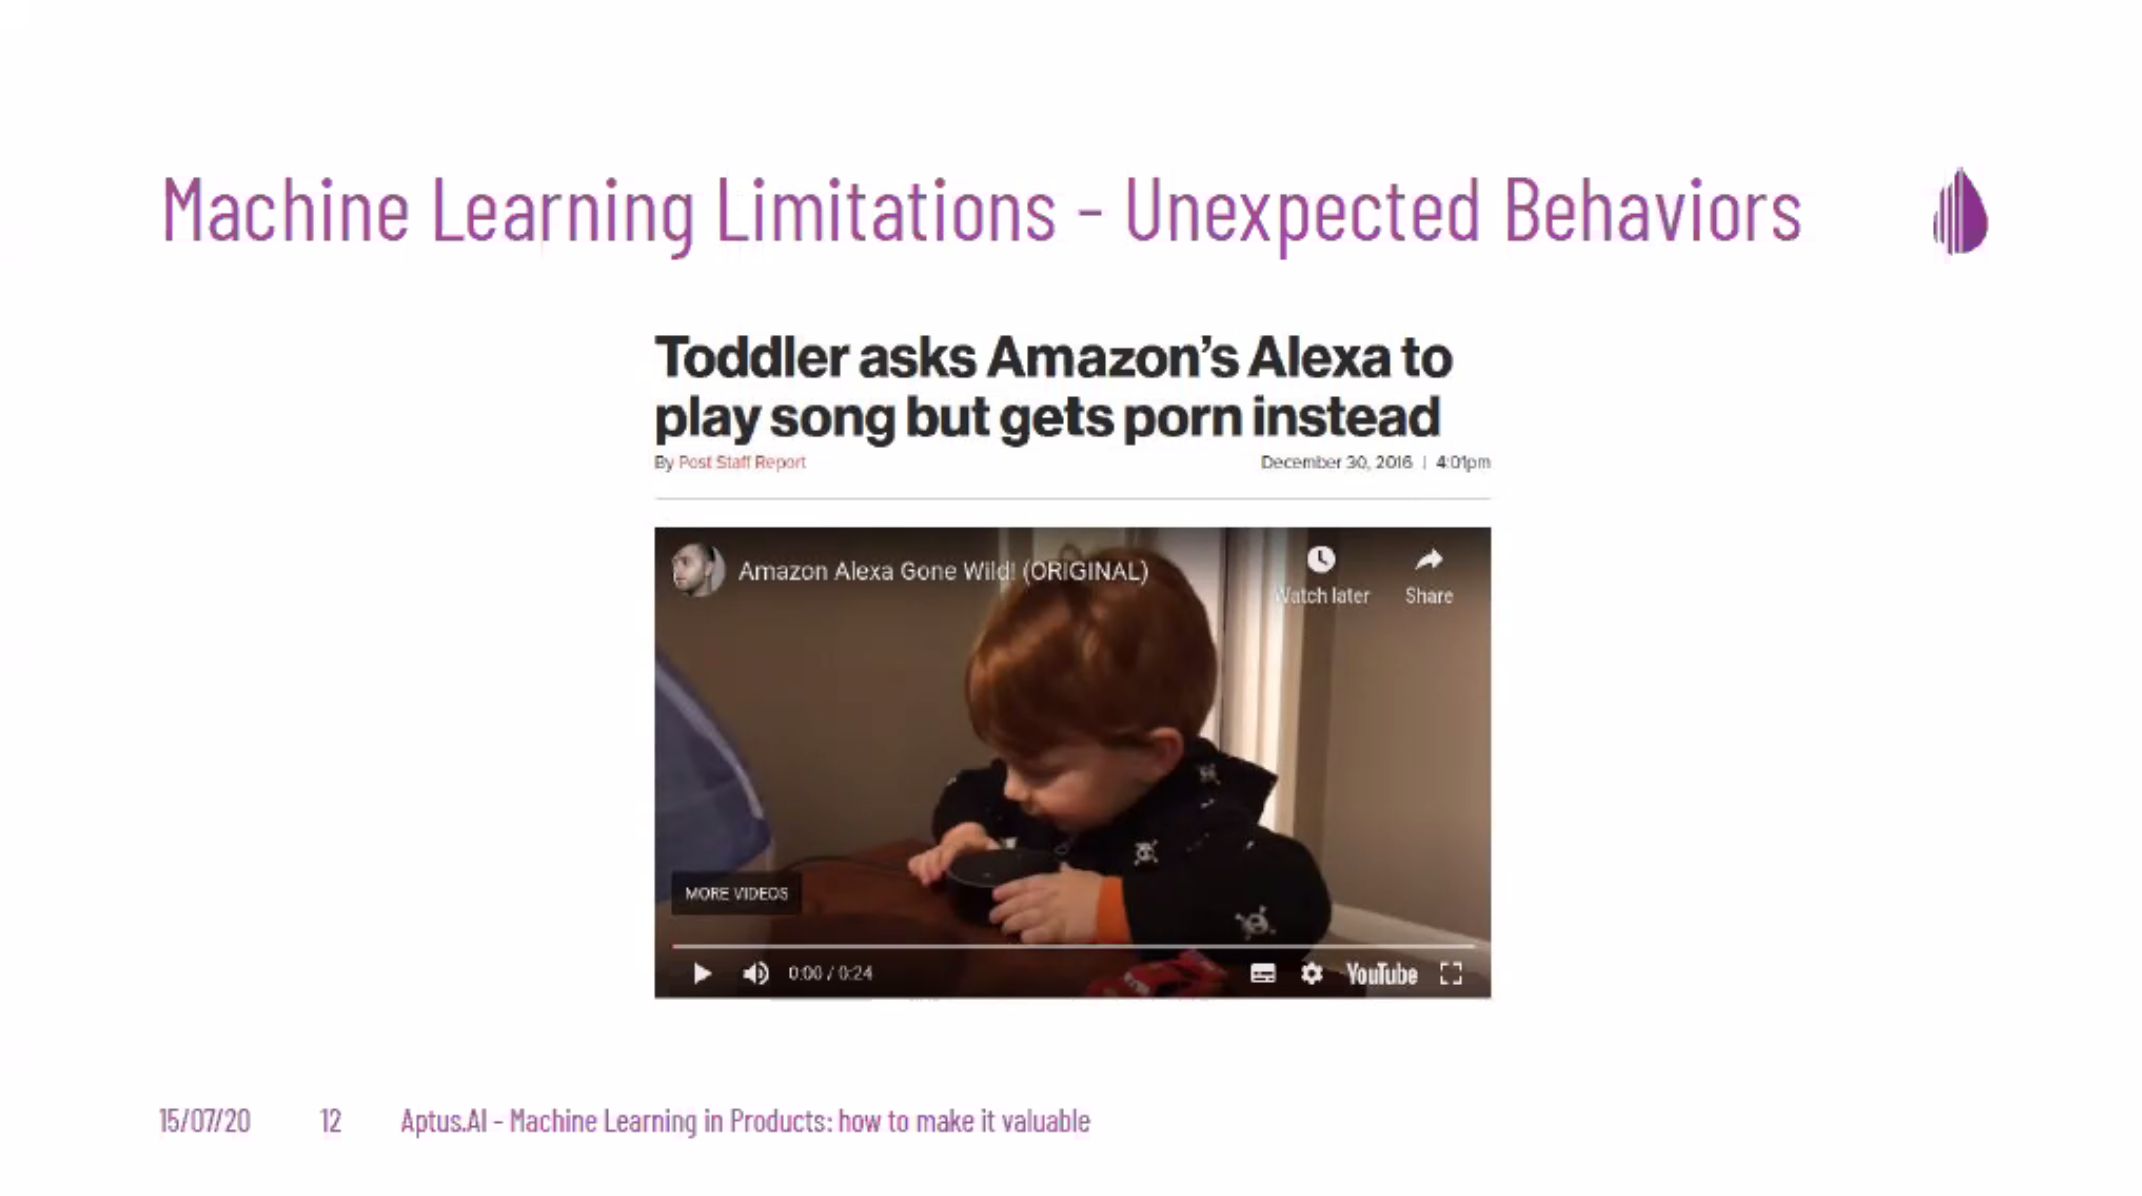 Machine Learning Limitations - Unexpected Behaviors
Toddler asks Amazon's Alexa to
play song but gets porn instead
By Post Staff Report
December 30, 2016 | 4:01pm
Amazon Alexa Gone Wild! (ORIGINAL)
Watch later
Share
MORE VIDEOS
0:00 / 0:24
YouTube
15/07/20
12
Aptus.AI - Machine Learning in Products: how to make it valuable